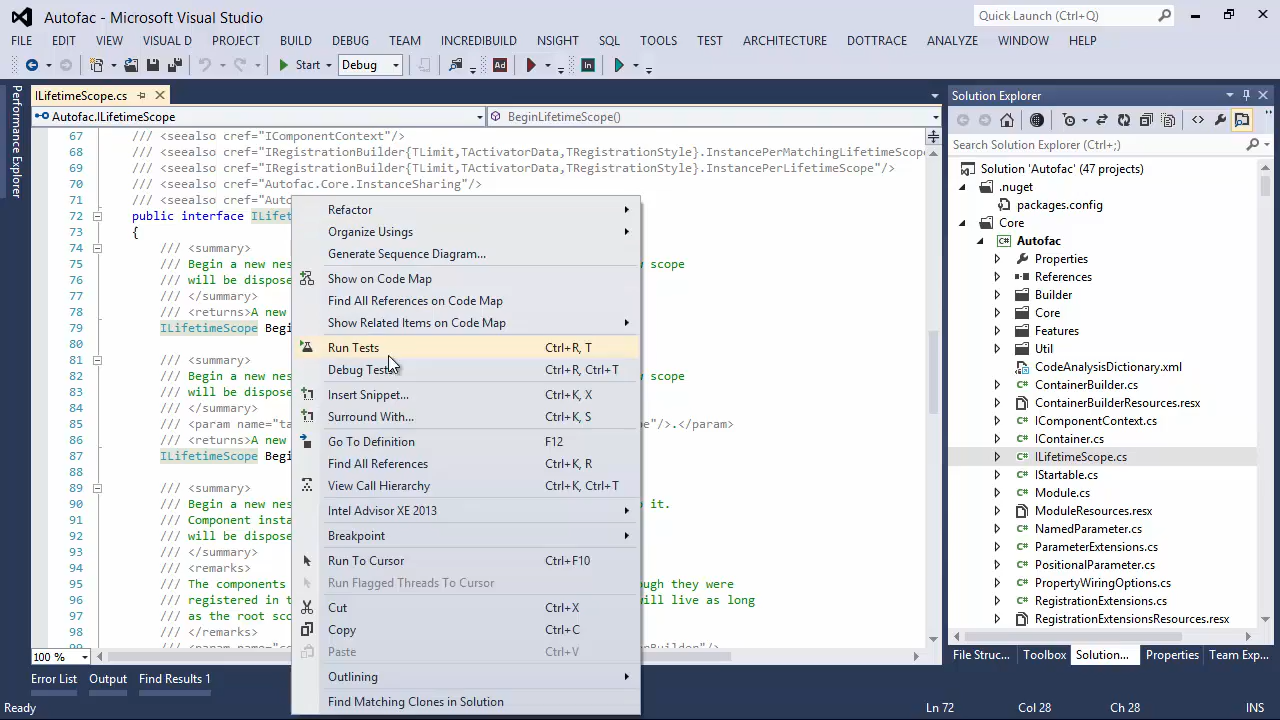 Autofac - Microsoft Visual Studio
Quick Launch (Ctrl+Q)
FILE EDIT VIEW VISUAL D PROJECT BUILD DEBUG TEAM INCREDIBUILD NSIGHT SQL TOOLS TEST ARCHITECTURE DOTTRACE ANALYZE WINDOW HELP
Start Debug Ad In
Performance Explorer
ILifetimeScope.cs
Autofac.ILifetimeScope BeginLifetimeScope()
67 /// <seealso cref="IComponentContext"/>
68 /// <seealso cref="IRegistrationBuilder{TLimit,TActivatorData,TRegistrationStyle}.InstancePerMatchingLifetimeScope
69 /// <seealso cref="IRegistrationBuilder{TLimit,TActivatorData,TRegistrationStyle}.InstancePerLifetimeScope"/>
70 /// <seealso cref="Autofac.Core.InstanceSharing"/>
71 /// <seealso cref="Auto
72 public interface ILifet
73 {
74 /// <summary>
75 /// Begin a new nes w scope
76 /// will be dispose
77 /// </summary>
78 /// <returns>A new
79 ILifetimeScope Beg
80
81 /// <summary>
82 /// Begin a new nes w scope
83 /// will be dispose
84 /// </summary>
85 /// <param name="ta e"/>.</param>
86 /// <returns>A new
87 ILifetimeScope Beg
88
89 /// <summary>
90 /// Begin a new nes o it.
91 /// Component insta
92 /// will be dispose
93 /// </summary>
94 /// <remarks>
95 /// The components ough they were
96 /// registered in t will live as long
97 /// as the root sco
98 /// </remarks>
Refactor
Organize Usings
Generate Sequence Diagram...
Show on Code Map
Find All References on Code Map
Show Related Items on Code Map
Run Tests Ctrl+R, T
Debug Tests Ctrl+R, Ctrl+T
Insert Snippet... Ctrl+K, X
Surround With... Ctrl+K, S
Go To Definition F12
Find All References Ctrl+K, R
View Call Hierarchy Ctrl+K, Ctrl+T
Intel Advisor XE 2013
Breakpoint
Run To Cursor Ctrl+F10
Run Flagged Threads To Cursor
Cut Ctrl+X
Copy Ctrl+C
Paste Ctrl+V
Outlining
Find Matching Clones in Solution
100 %
Error List Output Find Results 1
Solution Explorer
Search Solution Explorer (Ctrl+;)
Solution 'Autofac' (47 projects)
.nuget
packages.config
Core
Autofac
Properties
References
Builder
Core
Features
Util
CodeAnalysisDictionary.xml
ContainerBuilder.cs
ContainerBuilderResources.resx
IComponentContext.cs
IContainer.cs
ILifetimeScope.cs
IStartable.cs
Module.cs
ModuleResources.resx
NamedParameter.cs
ParameterExtensions.cs
PositionalParameter.cs
PropertyWiringOptions.cs
RegistrationExtensions.cs
RegistrationExtensionsResources.resx
File Struc... Toolbox Solution... Properties Team Exp...
Ready Ln 72 Col 28 Ch 28 INS